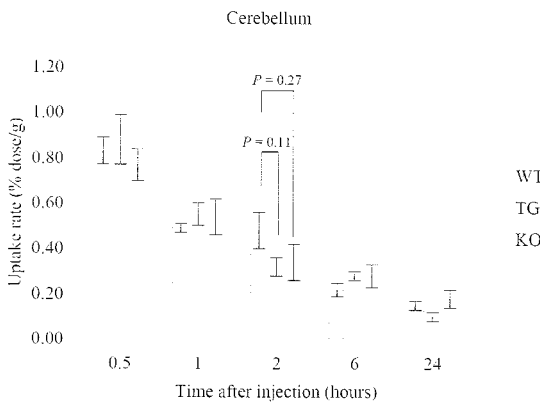 Cerebellum
1.20
1.00
0.80
0.60
0.40
0.20
0.00
Uptake rate (% dose/g)
P = 0.27
P = 0.11
WT
TG
KO
0.5 1 2 6 24
Time after injection (hours)